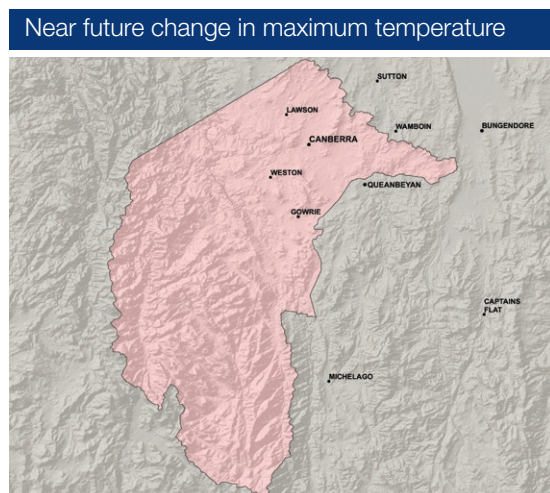 Near future change in maximum temperature
SUTTON
LAWSON
WAMBOIN
BUNGENDORE
CANBERRA
WESTON
QUEANBEYAN
GOWRIE
CAPTAINS
FLAT
MICHELAGO